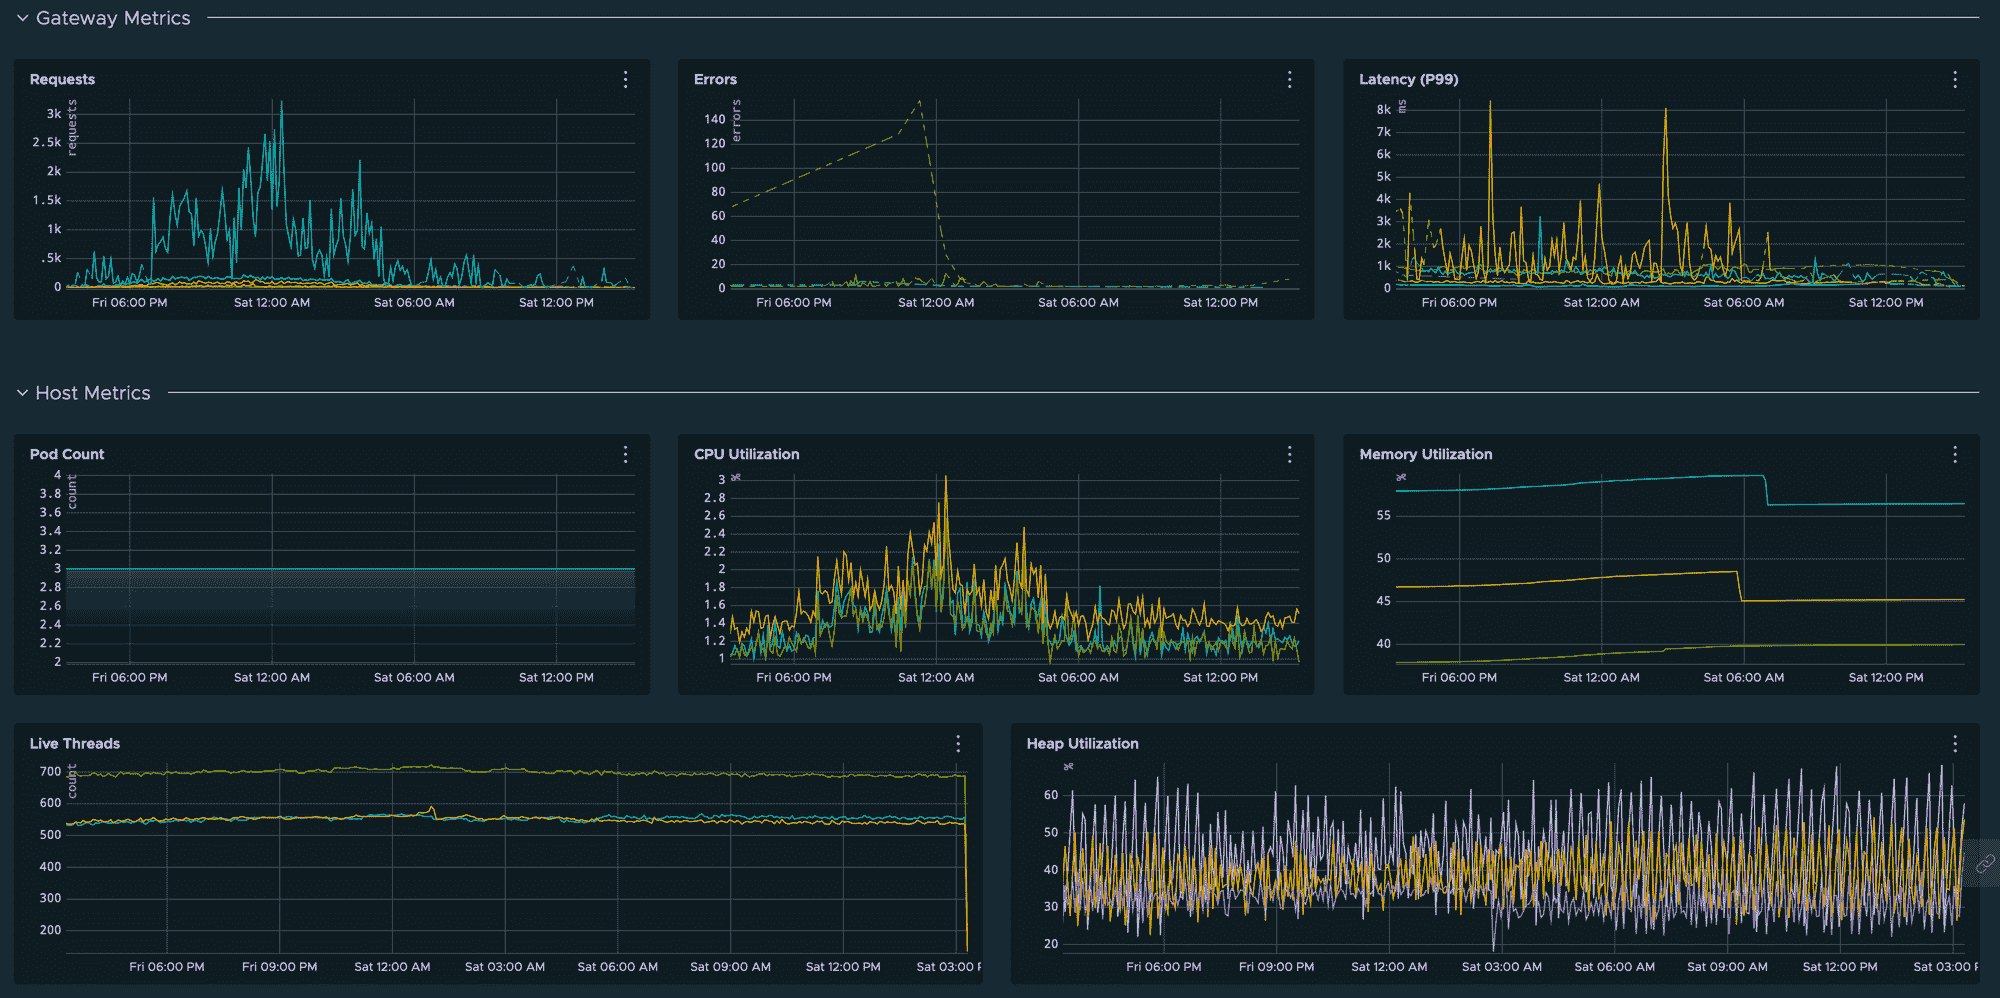 Gateway Metrics
Requests
requests
3k
2.5k
2k
1.5k
1k
.5k
0
Fri 06:00 PM Sat 12:00 AM Sat 06:00 AM Sat 12:00 PM
Errors
errors
140
120
100
80
60
40
20
0
Fri 06:00 PM Sat 12:00 AM Sat 06:00 AM Sat 12:00 PM
Latency (P99)
ms
8k
7k
6k
5k
4k
3k
2k
1k
0
Fri 06:00 PM Sat 12:00 AM Sat 06:00 AM Sat 12:00 PM
Host Metrics
Pod Count
count
4
3.8
3.6
3.4
3.2
3
2.8
2.6
2.4
2.2
2
Fri 06:00 PM Sat 12:00 AM Sat 06:00 AM Sat 12:00 PM
CPU Utilization
%
3
2.8
2.6
2.4
2.2
2
1.8
1.6
1.4
1.2
1
Fri 06:00 PM Sat 12:00 AM Sat 06:00 AM Sat 12:00 PM
Memory Utilization
%
55
50
45
40
Fri 06:00 PM Sat 12:00 AM Sat 06:00 AM Sat 12:00 PM
Live Threads
count
700
600
500
400
300
200
Fri 06:00 PM Fri 09:00 PM Sat 12:00 AM Sat 03:00 AM Sat 06:00 AM Sat 09:00 AM Sat 12:00 PM Sat 03:00 P
Heap Utilization
%
60
50
40
30
20
Fri 06:00 PM Fri 09:00 PM Sat 12:00 AM Sat 03:00 AM Sat 06:00 AM Sat 09:00 AM Sat 12:00 PM Sat 03:00 P